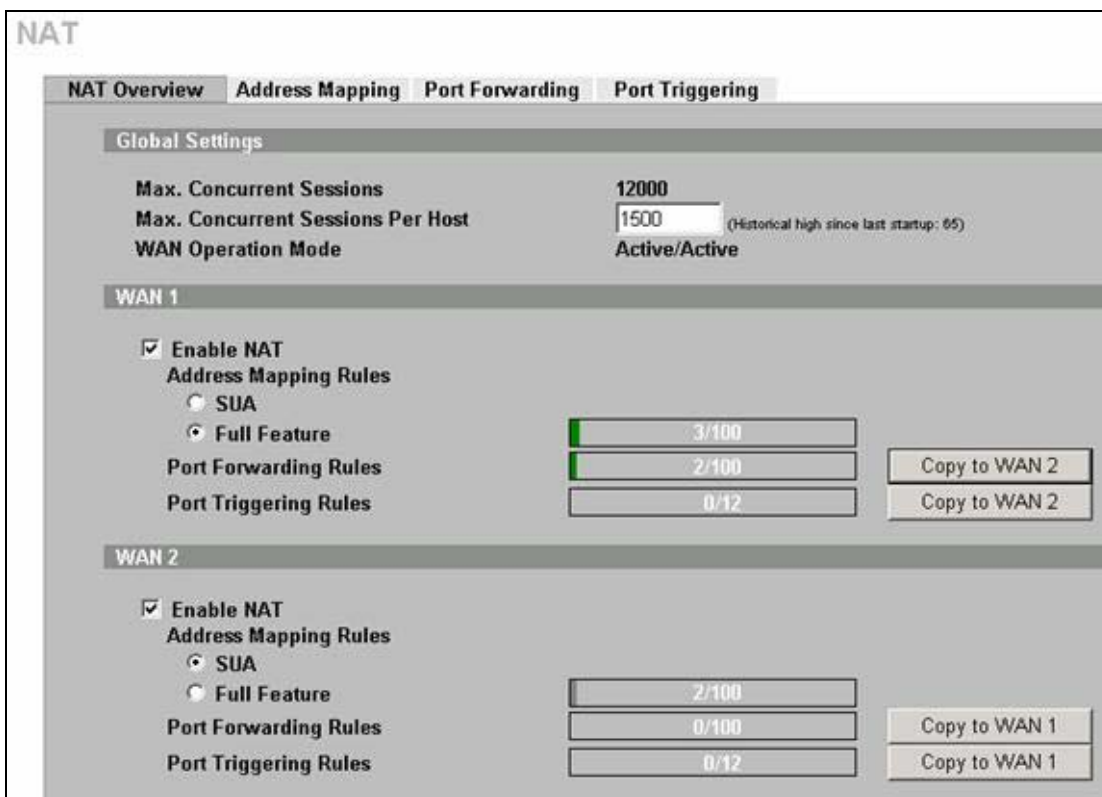 NAT
NAT Overview Address Mapping Port Forwarding Port Triggering
Global Settings
Max. Concurrent Sessions 12000
Max. Concurrent Sessions Per Host 1500 (Historical high since last startup: 65)
WAN Operation Mode Active/Active
WAN 1
Enable NAT
Address Mapping Rules
SUA
Full Feature 3/100
Port Forwarding Rules 2/100 Copy to WAN 2
Port Triggering Rules 0/12 Copy to WAN 2
WAN 2
Enable NAT
Address Mapping Rules
SUA
Full Feature 2/100
Port Forwarding Rules 0/100 Copy to WAN 1
Port Triggering Rules 0/12 Copy to WAN 1